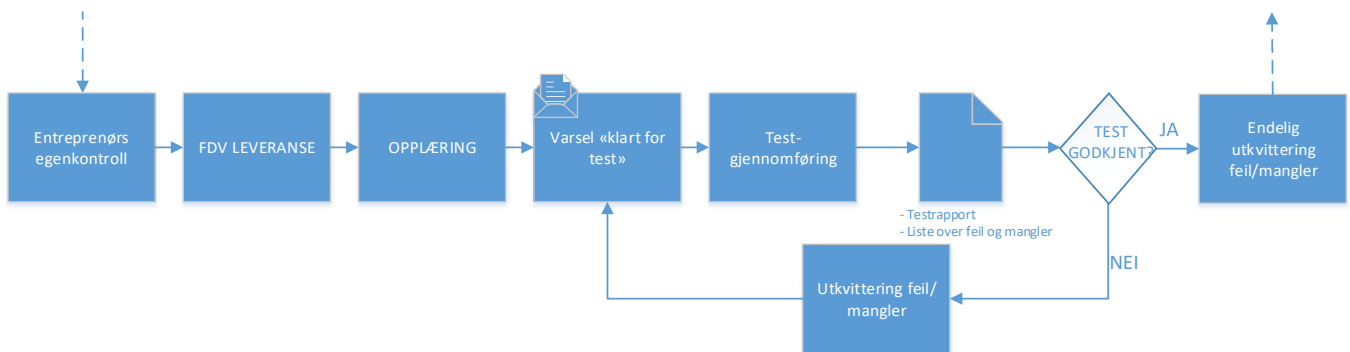 Entreprenørs
egenkontroll
FDV LEVERANSE
OPPLÆRING
Varsel «klart for
test»
Test-
gjennomføring
- Testrapport
- Liste over feil og mangler
TEST
GODKJENT?
JA
Endelig
utkvittering
feil/mangler
NEI
Utkvittering feil/
mangler